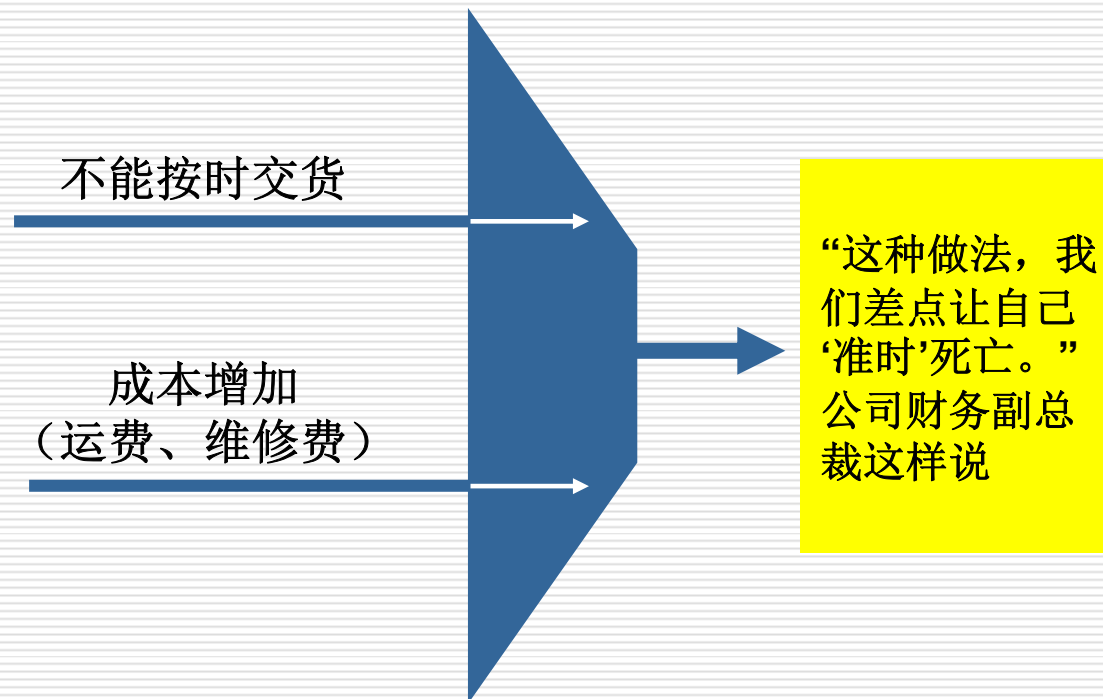 不能按时交货
成本增加
（运费、维修费）
“这种做法，我
们差点让自己
‘准时’死亡。”
公司财务副总
裁这样说